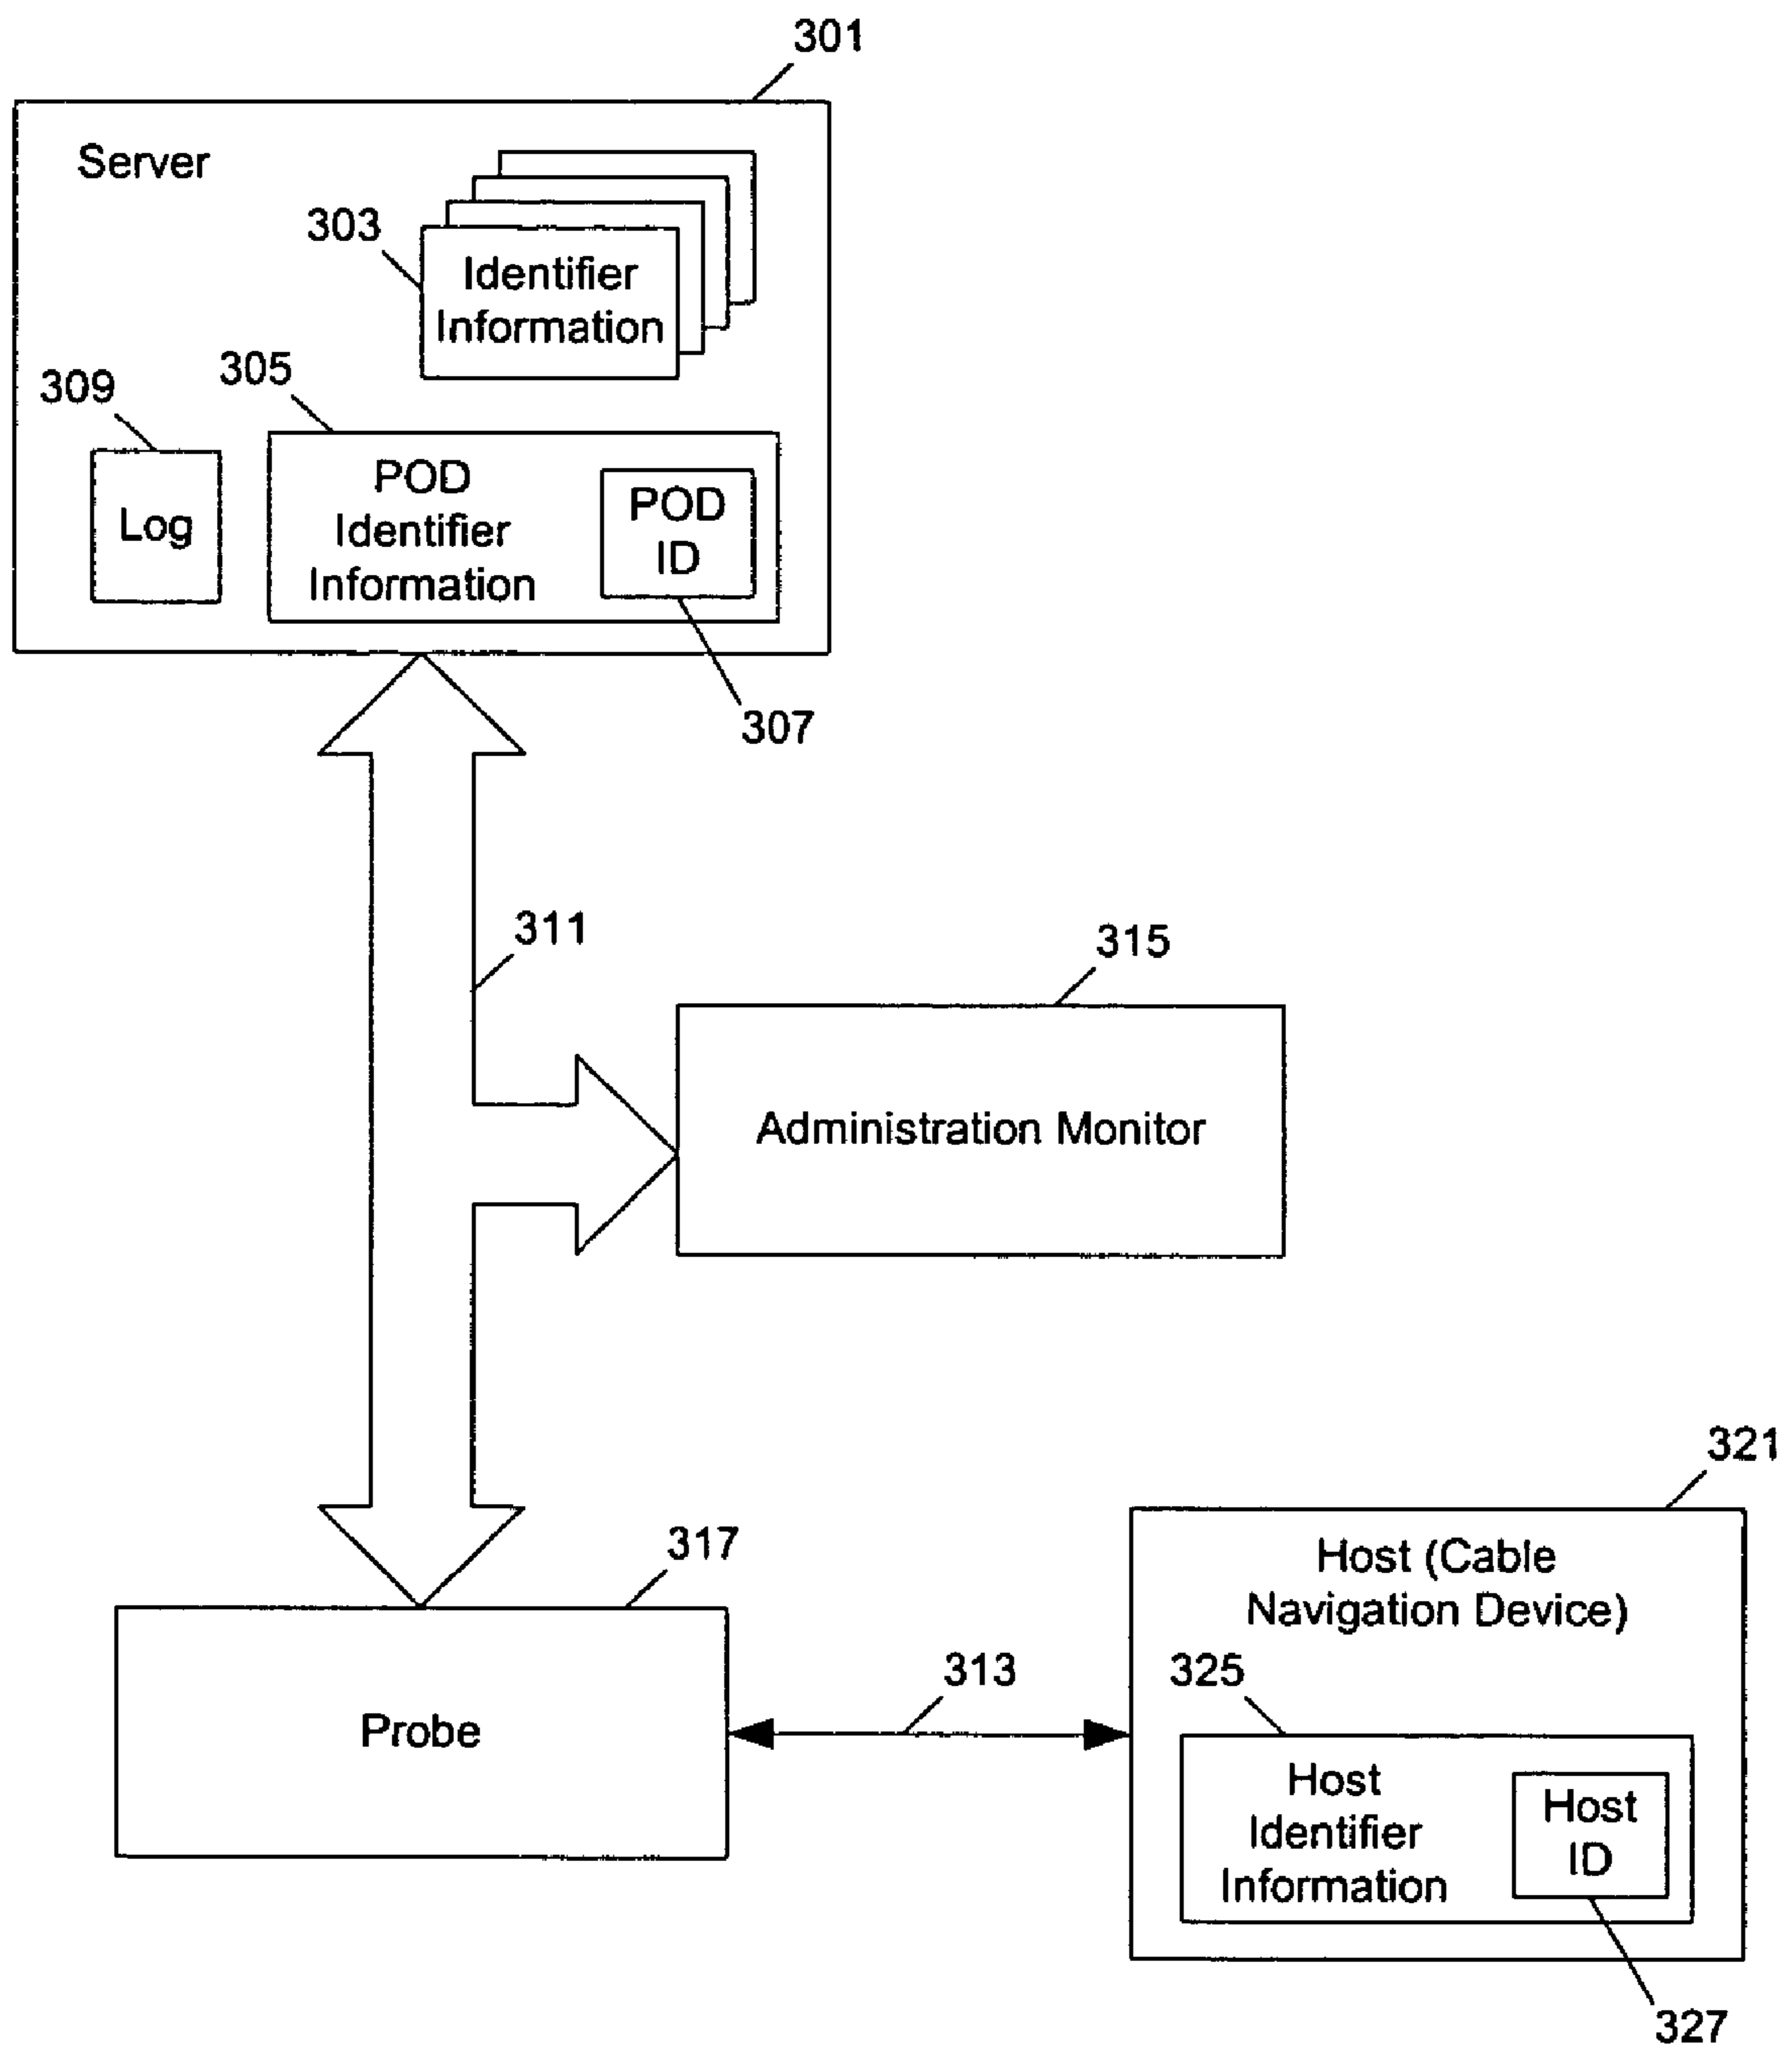 301
Server
303
Identifier
Information
309
305
Log
POD
Identifier
Information
POD
ID
307
311
315
Administration Monitor
317
Probe
313
321
Host (Cable
Navigation Device)
325
Host
Identifier
Information
Host
ID
327